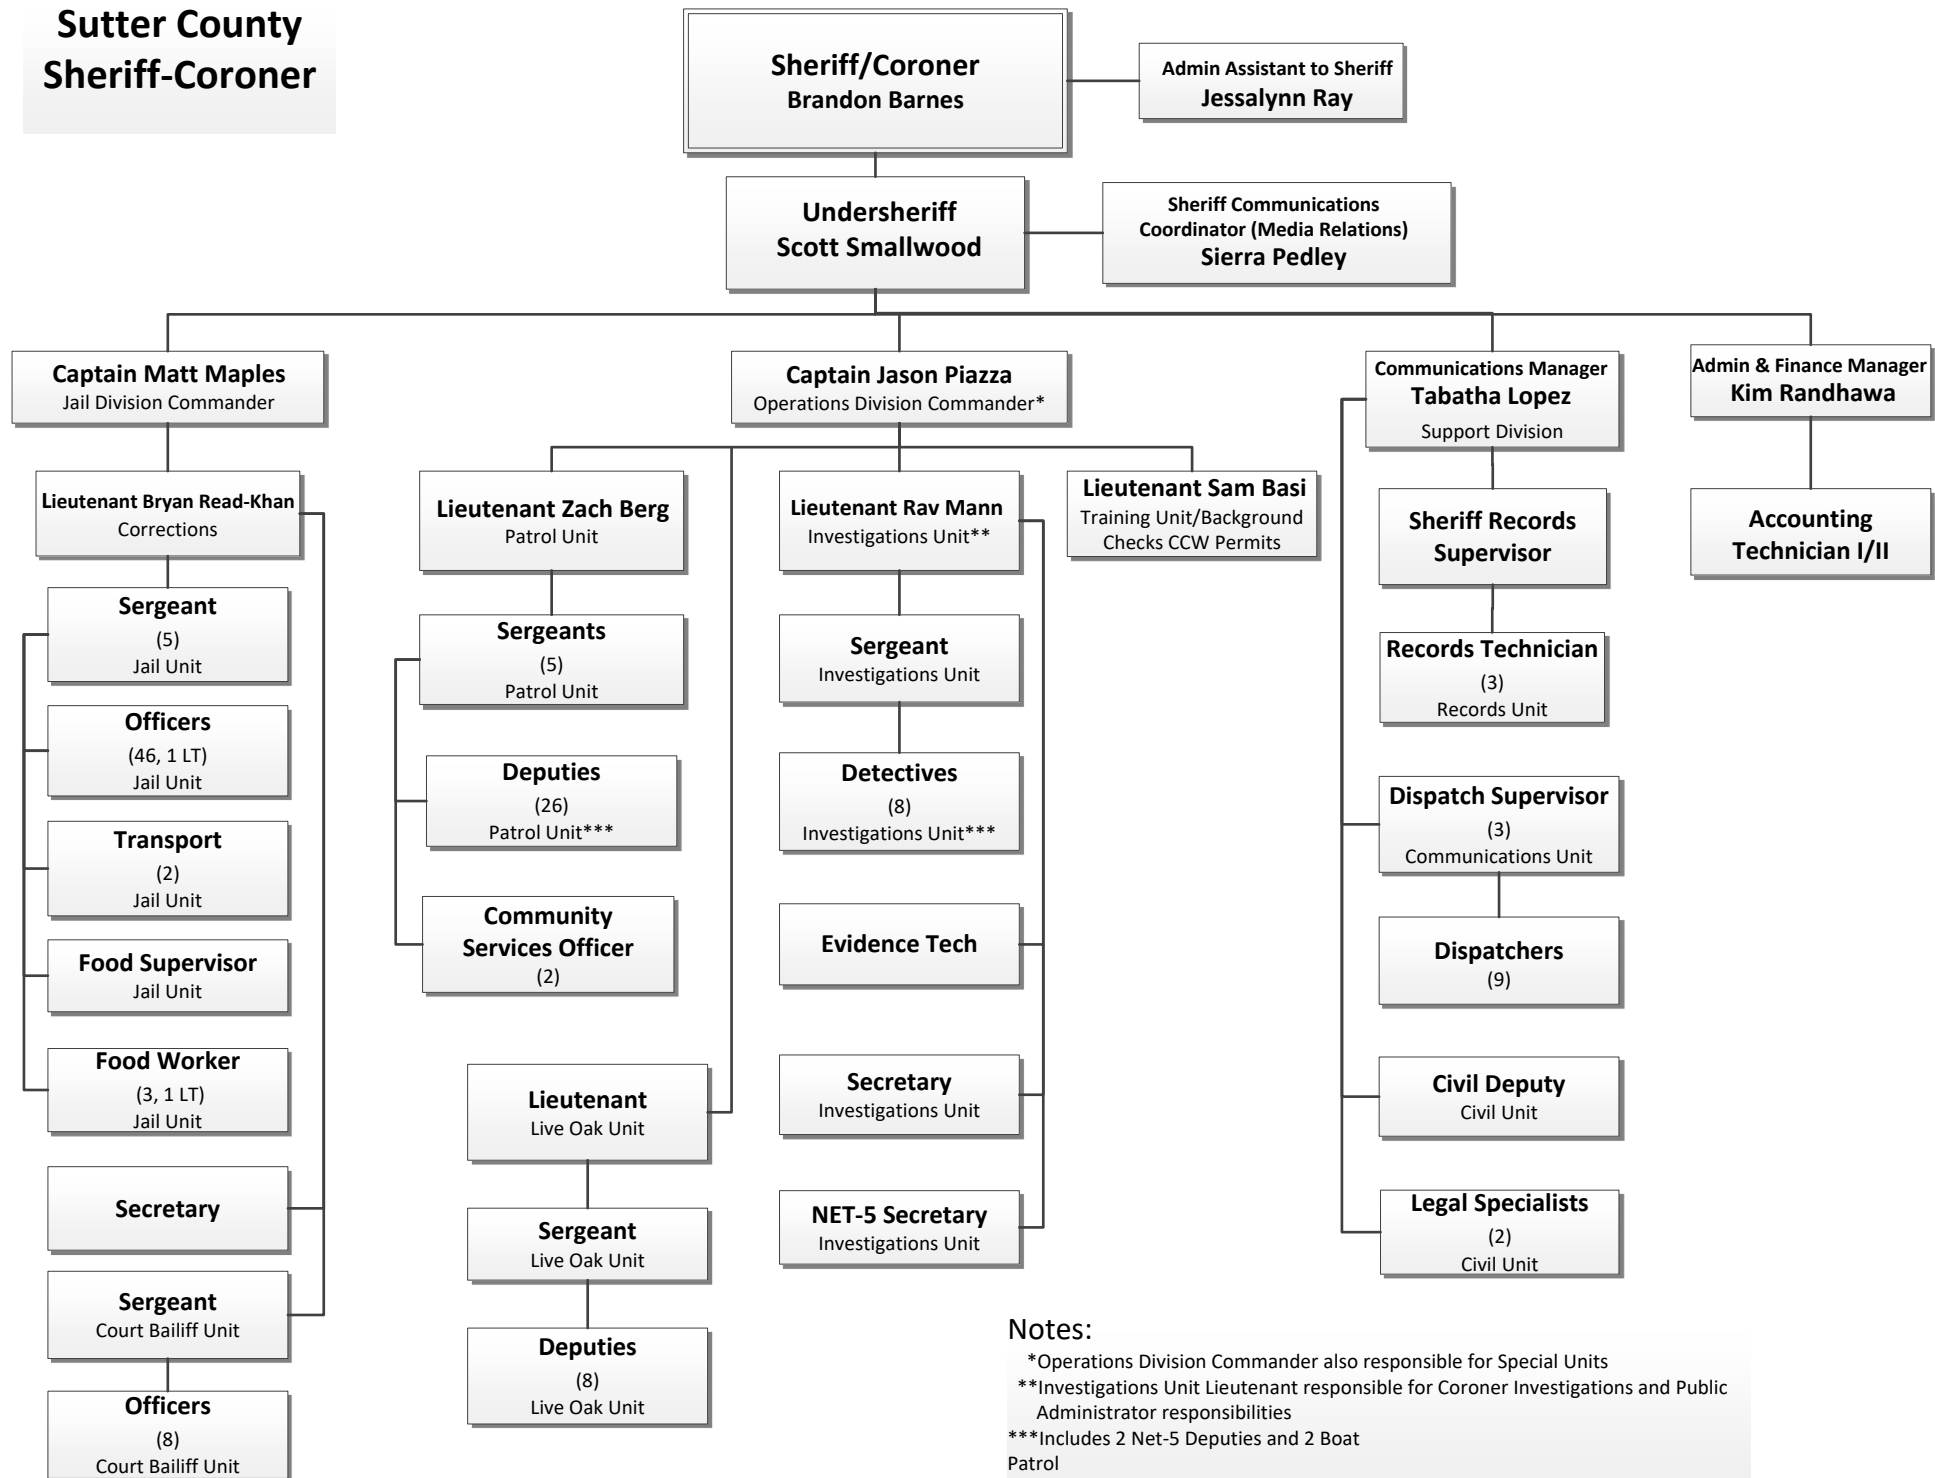 Sutter County
Sheriff-Coroner
Sheriff/Coroner
Brandon Barnes
Admin Assistant to Sheriff
Jessalynn Ray
Undersheriff
Scott Smallwood
Sheriff Communications
Coordinator (Media Relations)
Sierra Pedley
Captain Matt Maples
Jail Division Commander
Lieutenant Bryan Read-Khan
Corrections
Sergeant
(5)
Jail Unit
Officers
(46, 1 LT)
Jail Unit
Transport
(2)
Jail Unit
Food Supervisor
Jail Unit
Food Worker
(3, 1 LT)
Jail Unit
Secretary
Sergeant
Court Bailiff Unit
Officers
(8)
Court Bailiff Unit
Captain Jason Piazza
Operations Division Commander*
Lieutenant Zach Berg
Patrol Unit
Sergeants
(5)
Patrol Unit
Deputies
(26)
Patrol Unit***
Community
Services Officer
(2)
Lieutenant
Live Oak Unit
Sergeant
Live Oak Unit
Deputies
(8)
Live Oak Unit
Lieutenant Rav Mann
Investigations Unit**
Sergeant
Investigations Unit
Detectives
(8)
Investigations Unit***
Evidence Tech
Secretary
Investigations Unit
NET-5 Secretary
Investigations Unit
Lieutenant Sam Basi
Training Unit/Background
Checks CCW Permits
Communications Manager
Tabatha Lopez
Support Division
Sheriff Records
Supervisor
Records Technician
(3)
Records Unit
Dispatch Supervisor
(3)
Communications Unit
Dispatchers
(9)
Civil Deputy
Civil Unit
Legal Specialists
(2)
Civil Unit
Admin & Finance Manager
Kim Randhawa
Accounting
Technician I/II
Notes:
*Operations Division Commander also responsible for Special Units
**Investigations Unit Lieutenant responsible for Coroner Investigations and Public
Administrator responsibilities
***Includes 2 Net-5 Deputies and 2 Boat
Patrol